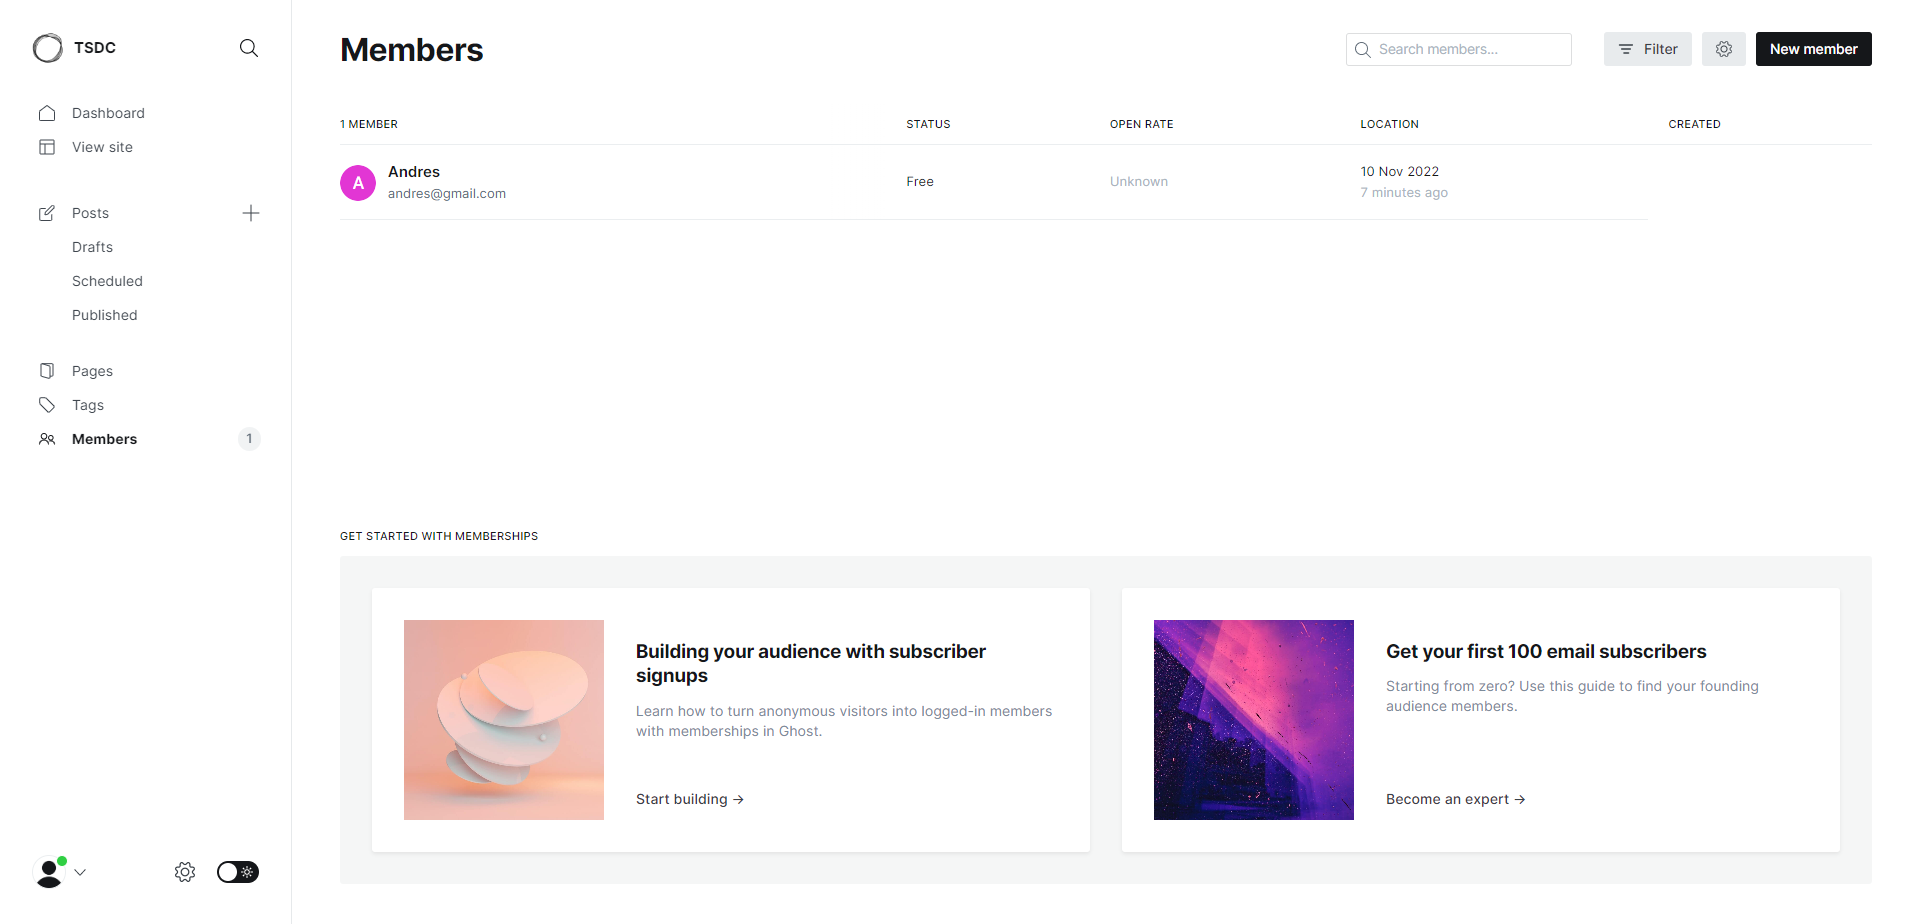 TSDC
Dashboard
View site
Posts
Drafts
Scheduled
Published
Pages
Tags
Members 1
Members
Search members...
Filter
New member
1 MEMBER STATUS OPEN RATE LOCATION CREATED
A
Andres
andres@gmail.com
Free
Unknown
10 Nov 2022
7 minutes ago
GET STARTED WITH MEMBERSHIPS
Building your audience with subscriber
signups
Learn how to turn anonymous visitors into logged-in members
with memberships in Ghost.
Start building →
Get your first 100 email subscribers
Starting from zero? Use this guide to find your founding
audience members.
Become an expert →